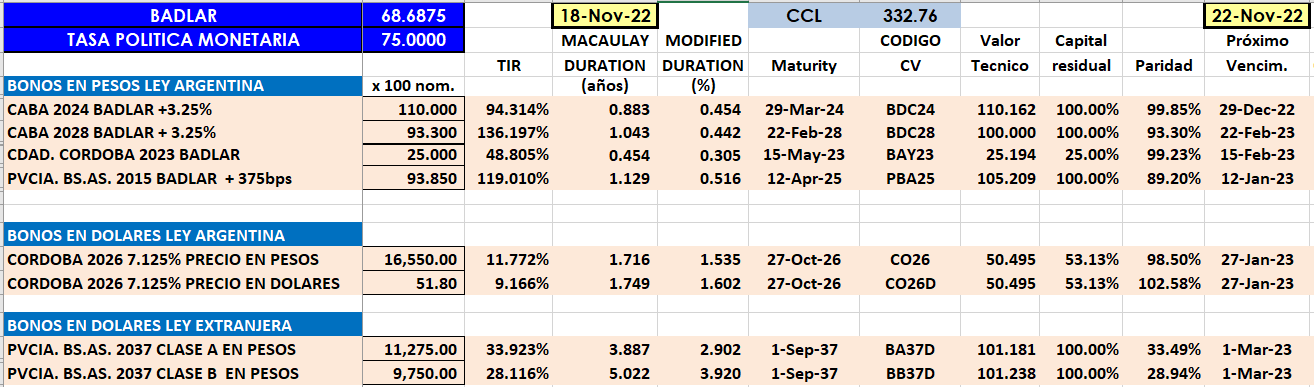 BADLAR 68.6875 18-Nov-22 CCL 332.76 22-Nov-22
TASA POLITICA MONETARIA 75.0000 MACAULAY MODIFIED CODIGO Valor Capital Próximo
TIR DURATION DURATION Maturity CV Tecnico residual Paridad Vencim.
BONOS EN PESOS LEY ARGENTINA x 100 nom. (años) (%)
CABA 2024 BADLAR +3.25% 110.000 94.314% 0.883 0.454 29-Mar-24 BDC24 110.162 100.00% 99.85% 29-Dec-22
CABA 2028 BADLAR + 3.25% 93.300 136.197% 1.043 0.442 22-Feb-28 BDC28 100.000 100.00% 93.30% 22-Feb-23
CDAD. CORDOBA 2023 BADLAR 25.000 48.805% 0.454 0.305 15-May-23 BAY23 25.194 25.00% 99.23% 15-Feb-23
PVCIA. BS.AS. 2015 BADLAR + 375bps 93.850 119.010% 1.129 0.516 12-Apr-25 PBA25 105.209 100.00% 89.20% 12-Jan-23
BONOS EN DOLARES LEY ARGENTINA
CORDOBA 2026 7.125% PRECIO EN PESOS 16,550.00 11.772% 1.716 1.535 27-Oct-26 CO26 50.495 53.13% 98.50% 27-Jan-23
CORDOBA 2026 7.125% PRECIO EN DOLARES 51.80 9.166% 1.749 1.602 27-Oct-26 CO26D 50.495 53.13% 102.58% 27-Jan-23
BONOS EN DOLARES LEY EXTRANJERA
PVCIA. BS.AS. 2037 CLASE A EN PESOS 11,275.00 33.923% 3.887 2.902 1-Sep-37 BA37D 101.181 100.00% 33.49% 1-Mar-23
PVCIA. BS.AS. 2037 CLASE B EN PESOS 9,750.00 28.116% 5.022 3.920 1-Sep-37 BB37D 101.238 100.00% 28.94% 1-Mar-23